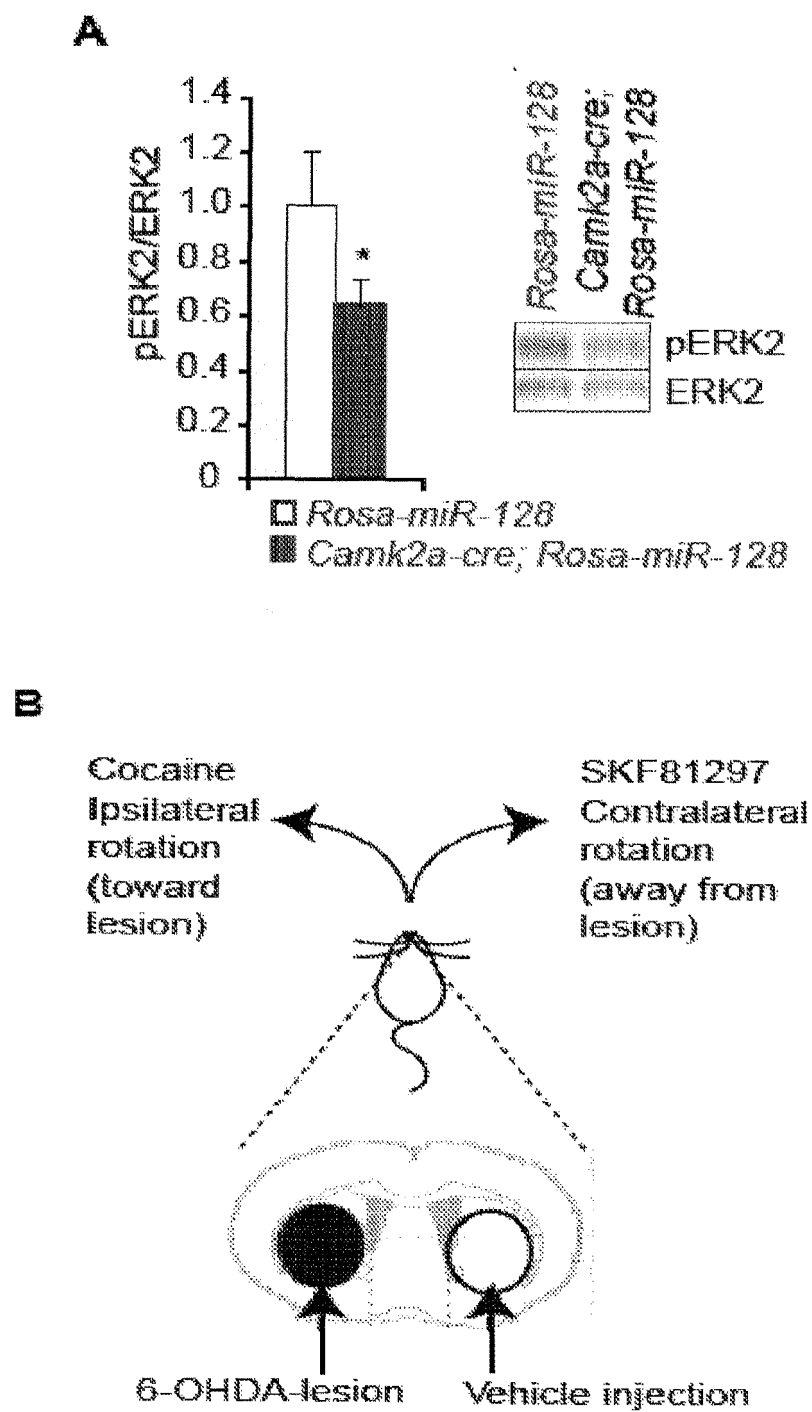 A
1.4
1.2
1.0
0.8
0.6
0.4
0.2
0
pERK2/ERK2
*
Rosa-miR-128
Camk2a-cre;
Rosa-miR-128
pERK2
ERK2
Rosa-miR-128
Camk2a-cre; Rosa-miR-128
B
Cocaine
Ipsilateral
rotation
(toward
lesion)
SKF81297
Contralateral
rotation
(away from
lesion)
6-OHDA-lesion
Vehicle injection